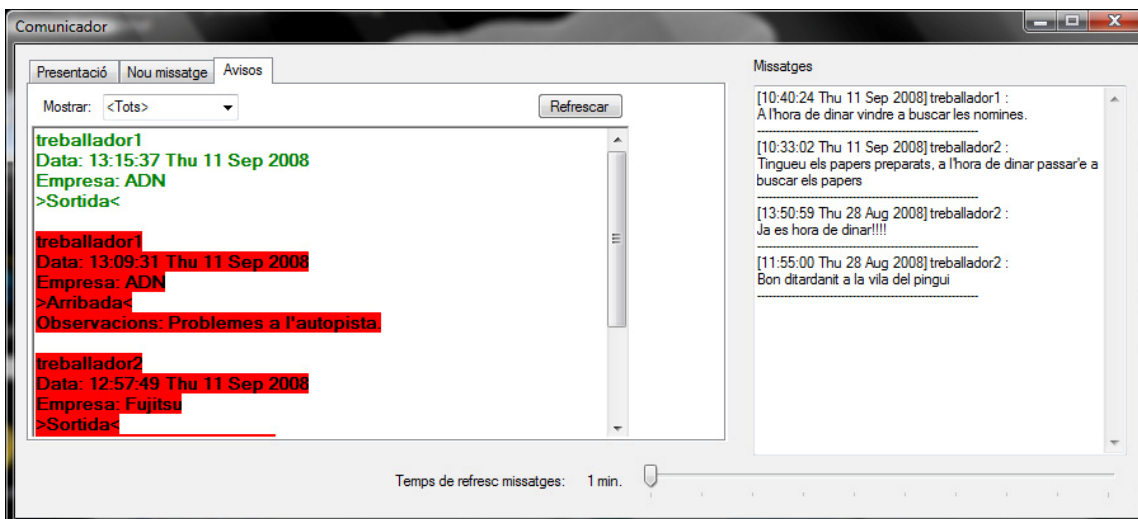 Comunicador
Presentació
Nou missatge
Avisos
Mostrar:
<Tots>
Refrescar
treballador1
Data: 13:15:37 Thu 11 Sep 2008
Empresa: ADN
>Sortida<
treballador1
Data: 13:09:31 Thu 11 Sep 2008
Empresa: ADN
>Arribada<
Observacions: Problemes a l'autopista.
treballador2
Data: 12:57:49 Thu 11 Sep 2008
Empresa: Fujitsu
>Sortida<
Missatges
[10:40:24 Thu 11 Sep 2008] treballador1 :
A l'hora de dinar vindre a buscar les nomines.
[10:33:02 Thu 11 Sep 2008] treballador2 :
Tingueu els papers preparats, a l'hora de dinar passar'e a
buscar els papers
[13:50:59 Thu 28 Aug 2008] treballador2 :
Ja es hora de dinar!!!!
[11:55:00 Thu 28 Aug 2008] treballador2 :
Bon ditardanit a la vila del pingui
Temps de refresc missatges: 1 min.